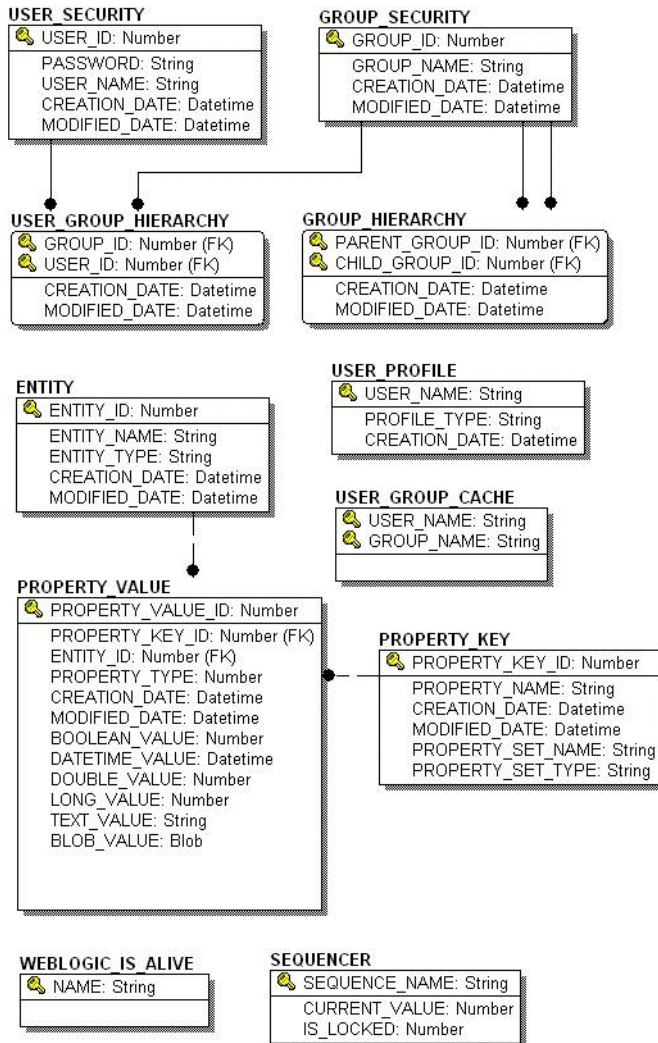 USER_SECURITY
USER_ID: Number
PASSWORD: String
USER_NAME: String
CREATION_DATE: Datetime
MODIFIED_DATE: Datetime
GROUP_SECURITY
GROUP_ID: Number
GROUP_NAME: String
CREATION_DATE: Datetime
MODIFIED_DATE: Datetime
USER_GROUP_HIERARCHY
GROUP_ID: Number (FK)
USER_ID: Number (FK)
CREATION_DATE: Datetime
MODIFIED_DATE: Datetime
GROUP_HIERARCHY
PARENT_GROUP_ID: Number (FK)
CHILD_GROUP_ID: Number (FK)
CREATION_DATE: Datetime
MODIFIED_DATE: Datetime
ENTITY
ENTITY_ID: Number
ENTITY_NAME: String
ENTITY_TYPE: String
CREATION_DATE: Datetime
MODIFIED_DATE: Datetime
USER_PROFILE
USER_NAME: String
PROFILE_TYPE: String
CREATION_DATE: Datetime
USER_GROUP_CACHE
USER_NAME: String
GROUP_NAME: String
PROPERTY_VALUE
PROPERTY_VALUE_ID: Number
PROPERTY_KEY_ID: Number (FK)
ENTITY_ID: Number (FK)
PROPERTY_TYPE: Number
CREATION_DATE: Datetime
MODIFIED_DATE: Datetime
BOOLEAN_VALUE: Number
DATETIME_VALUE: Datetime
DOUBLE_VALUE: Number
LONG_VALUE: Number
TEXT_VALUE: String
BLOB_VALUE: Blob
PROPERTY_KEY
PROPERTY_KEY_ID: Number
PROPERTY_NAME: String
CREATION_DATE: Datetime
MODIFIED_DATE: Datetime
PROPERTY_SET_NAME: String
PROPERTY_SET_TYPE: String
WEBLOGIC_IS_ALIVE
NAME: String
SEQUENCER
SEQUENCE_NAME: String
CURRENT_VALUE: Number
IS_LOCKED: Number